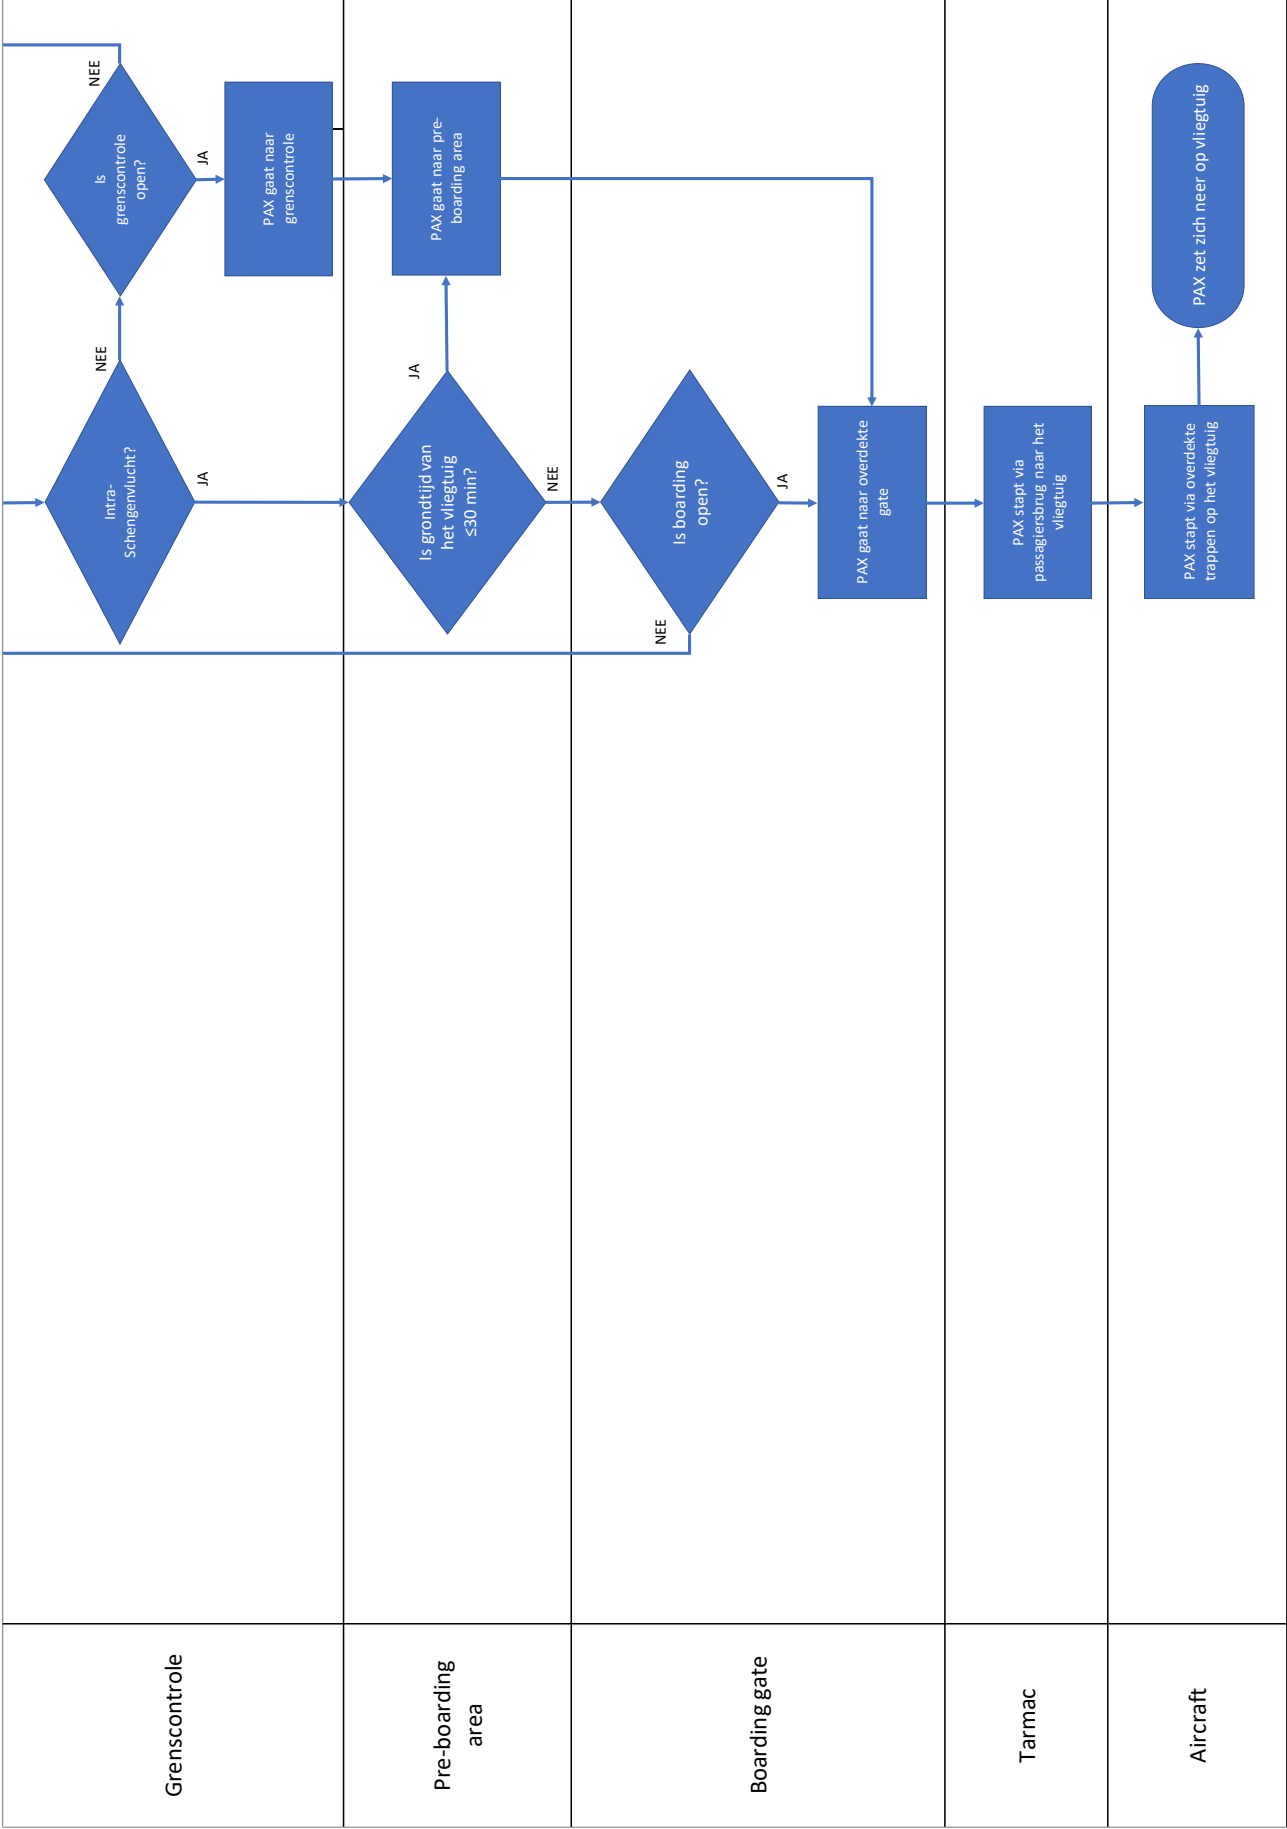 Grenscontrole
Intra-
Schengenvlucht?
NEE
JA
Is
grenscontrole
open?
NEE
JA
PAX gaat naar
grenscontrole
Pre-boarding
area
Is grondtijd van
het vliegtuig
≤30 min?
JA
NEE
PAX gaat naar pre-
boarding area
Boarding gate
Is boarding
open?
NEE
JA
PAX gaat naar overdekte
gate
Tarmac
PAX stapt via
passagiersbrug naar het
vliegtuig
Aircraft
PAX stapt via overdekte
trappen op het vliegtuig
PAX zet zich neer op vliegtuig